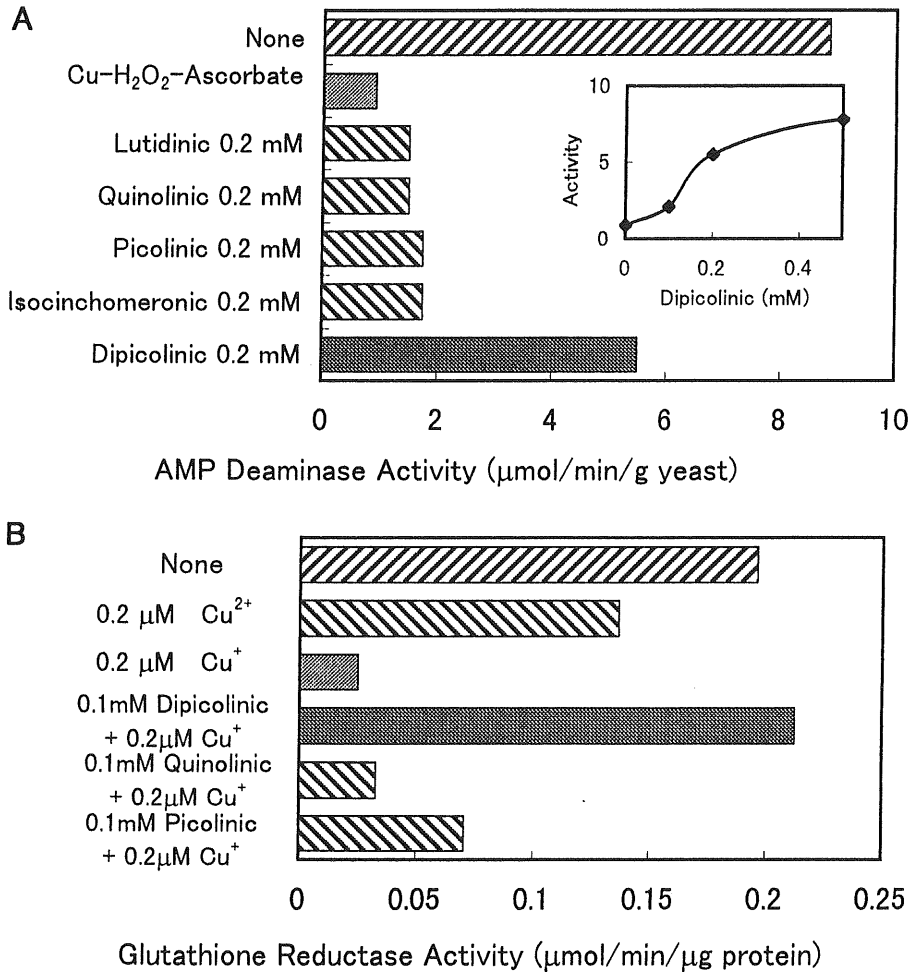 A
None
Cu-H₂O₂-Ascorbate
Lutidinic 0.2 mM
Quinolinic 0.2 mM
Picolinic 0.2 mM
Isocinchomeronic 0.2 mM
Dipicolinic 0.2 mM
0 2 4 6 8 10
AMP Deaminase Activity (μmol/min/g yeast)
10
5
0
Activity
0 0.2 0.4
Dipicolinic (mM)
B
None
0.2 μM Cu²⁺
0.2 μM Cu⁺
0.1mM Dipicolinic
+ 0.2μM Cu⁺
0.1mM Quinolinic
+ 0.2μM Cu⁺
0.1mM Picolinic
+ 0.2μM Cu⁺
0 0.05 0.1 0.15 0.2 0.25
Glutathione Reductase Activity (μmol/min/μg protein)